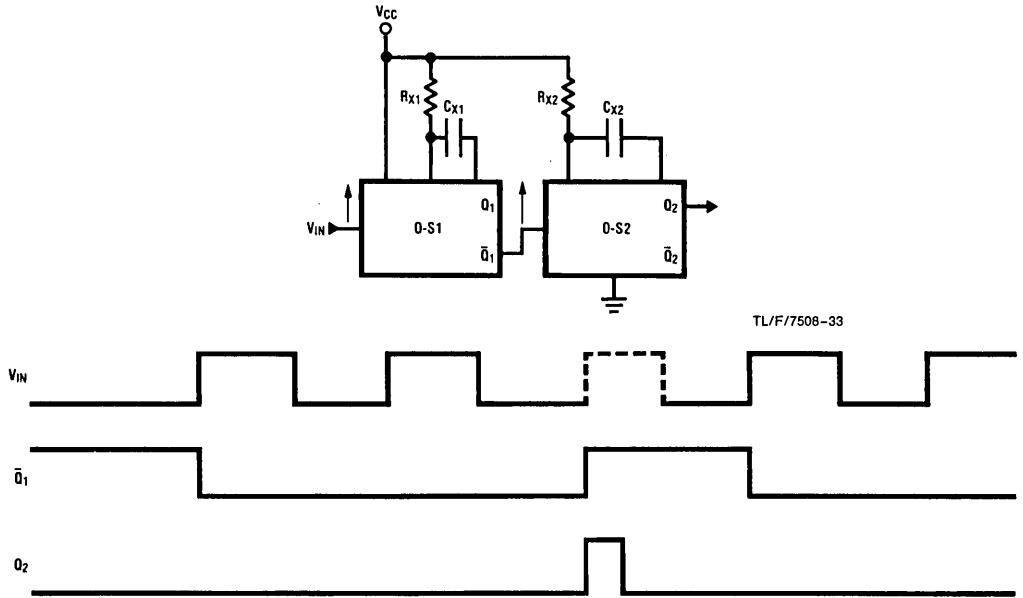 VCC
RX1
CX1
RX2
CX2
VIN
O-S1
Q1
Q̄1
O-S2
Q2
Q̄2
TL/F/7508–33
VIN
Q̄1
Q2